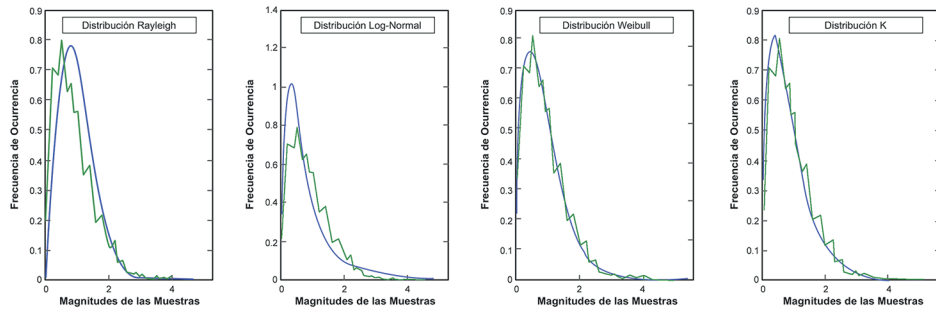 Distribución Rayleigh
Frecuencia de Ocurrencia
0.9
0.8
0.7
0.6
0.5
0.4
0.3
0.2
0.1
0
0 2 4
Magnitudes de las Muestras
Distribución Log-Normal
Frecuencia de Ocurrencia
1.4
1.2
1
0.8
0.6
0.4
0.2
0
0 2 4
Magnitudes de las Muestras
Distribución Weibull
Frecuencia de Ocurrencia
0.9
0.8
0.7
0.6
0.5
0.4
0.3
0.2
0.1
0
0 2 4
Magnitudes de las Muestras
Distribución K
Frecuencia de Ocurrencia
0.9
0.8
0.7
0.6
0.5
0.4
0.3
0.2
0.1
0
0 2 4
Magnitudes de las Muestras